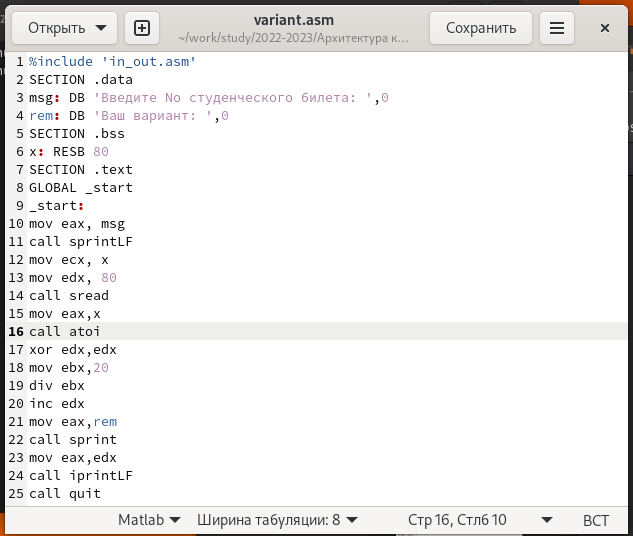 Открыть
variant.asm
~/work/study/2022-2023/Архитектура к…
Сохранить
1 %include 'in_out.asm'
2 SECTION .data
3 msg: DB 'Введите No студенческого билета: ',0
4 rem: DB 'Ваш вариант: ',0
5 SECTION .bss
6 x: RESB 80
7 SECTION .text
8 GLOBAL _start
9 _start:
10 mov eax, msg
11 call sprintLF
12 mov ecx, x
13 mov edx, 80
14 call sread
15 mov eax,x
16 call atoi
17 xor edx,edx
18 mov ebx,20
19 div ebx
20 inc edx
21 mov eax,rem
22 call sprint
23 mov eax,edx
24 call iprintLF
25 call quit
Matlab Ширина табуляции: 8 Стр 16, Стлб 10 ВСТ